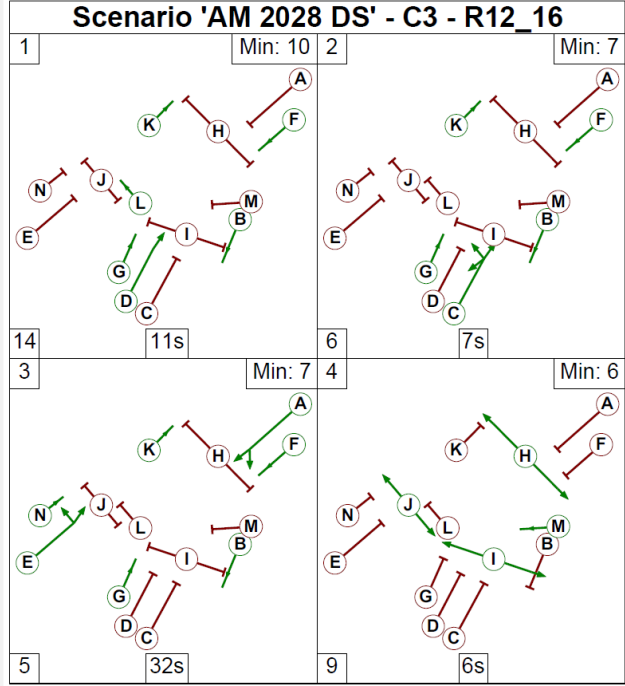 Scenario 'AM 2028 DS' - C3 - R12_16
1
Min: 10
A
K
H
F
N
J
L
M
B
E
I
G
D
C
14
11s
2
Min: 7
A
K
H
F
N
J
L
M
B
E
I
G
D
C
6
7s
3
Min: 7
A
K
H
F
N
J
L
M
B
E
I
G
D
C
5
32s
4
Min: 6
A
K
H
F
N
J
L
M
B
E
I
G
D
C
9
6s